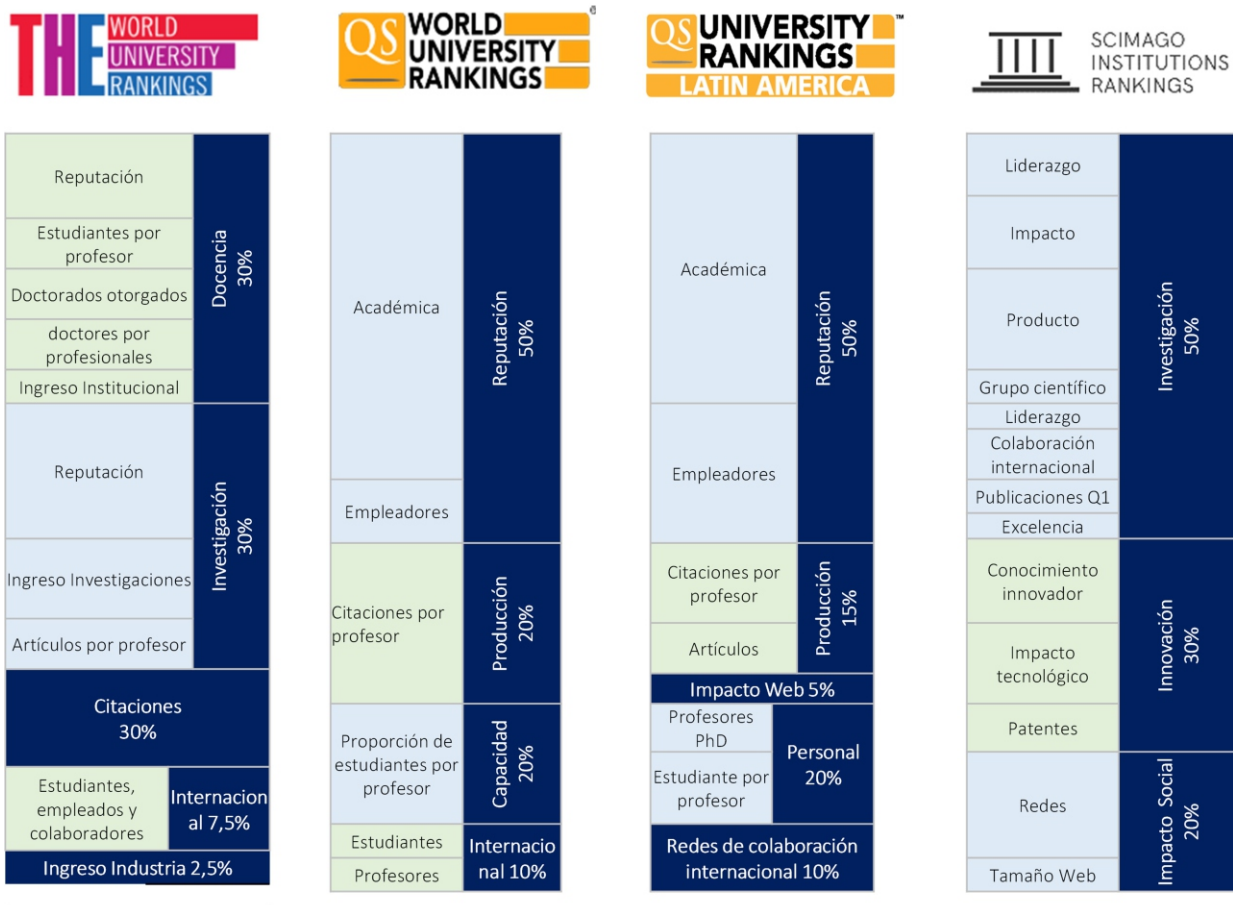 THE
WORLD
UNIVERSITY
RANKINGS
Reputación
Estudiantes por
profesor
Doctorados otorgados
doctores por
profesionales
Ingreso Institucional
Docencia
30%
Reputación
Ingreso Investigaciones
Artículos por profesor
Investigación
30%
Citaciones
30%
Estudiantes,
empleados y
colaboradores
Internacion
al 7,5%
Ingreso Industria 2,5%
QS
WORLD
UNIVERSITY
RANKINGS
®
Académica
Empleadores
Reputación
50%
Citaciones por
profesor
Producción
20%
Proporción de
estudiantes por
profesor
Capacidad
20%
Estudiantes
Profesores
Internacio
nal 10%
QS
UNIVERSITY
RANKINGS
™
LATIN AMERICA
Académica
Empleadores
Reputación
50%
Citaciones por
profesor
Artículos
Producción
15%
Impacto Web 5%
Profesores
PhD
Estudiante por
profesor
Personal
20%
Redes de colaboración
internacional 10%
SCIMAGO
INSTITUTIONS
RANKINGS
Liderazgo
Impacto
Producto
Grupo científico
Liderazgo
Colaboración
internacional
Publicaciones Q1
Excelencia
Investigación
50%
Conocimiento
innovador
Impacto
tecnológico
Patentes
Innovación
30%
Redes
Tamaño Web
Impacto Social
20%